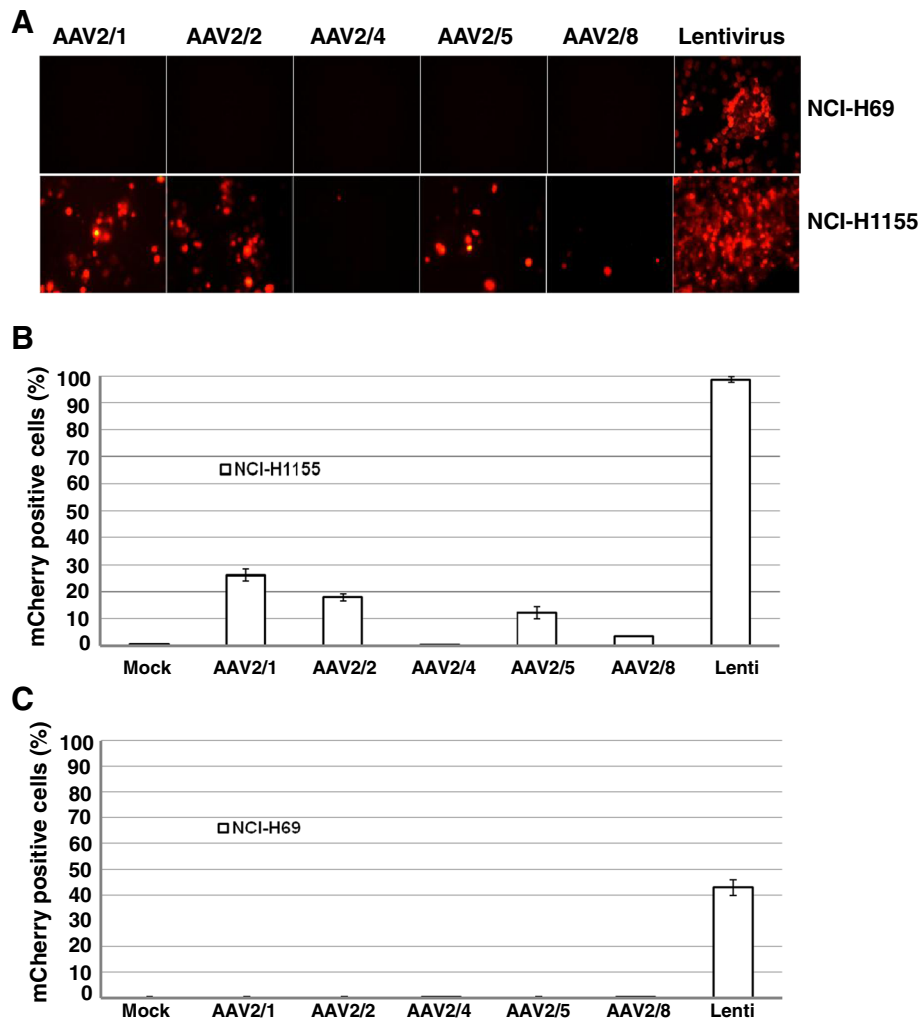 A
AAV2/1 AAV2/2 AAV2/4 AAV2/5 AAV2/8 Lentivirus
NCI-H69
NCI-H1155
B
mCherry positive cells (%)
100
90
80
70
60
50
40
30
20
10
0
NCI-H1155
Mock AAV2/1 AAV2/2 AAV2/4 AAV2/5 AAV2/8 Lenti
C
mCherry positive cells (%)
100
90
80
70
60
50
40
30
20
10
0
NCI-H69
Mock AAV2/1 AAV2/2 AAV2/4 AAV2/5 AAV2/8 Lenti